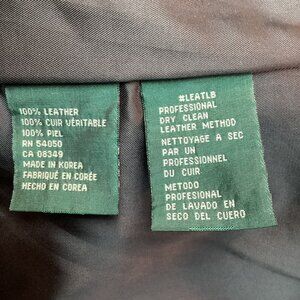 100% LEATHER
100% CUIR VÉRITABLE
100% PIEL
RN 54050
CA 08349
MADE IN KOREA
FABRIQUÉ EN CORÉE
HECHO EN COREA
#LEATLB
PROFESSIONAL
DRY CLEAN
LEATHER METHOD
NETTOYAGE A SEC
PAR UN
PROFESSIONNEL
DU CUIR
METODO
PROFESIONAL
DE LAVADO EN
SECO DEL CUERO